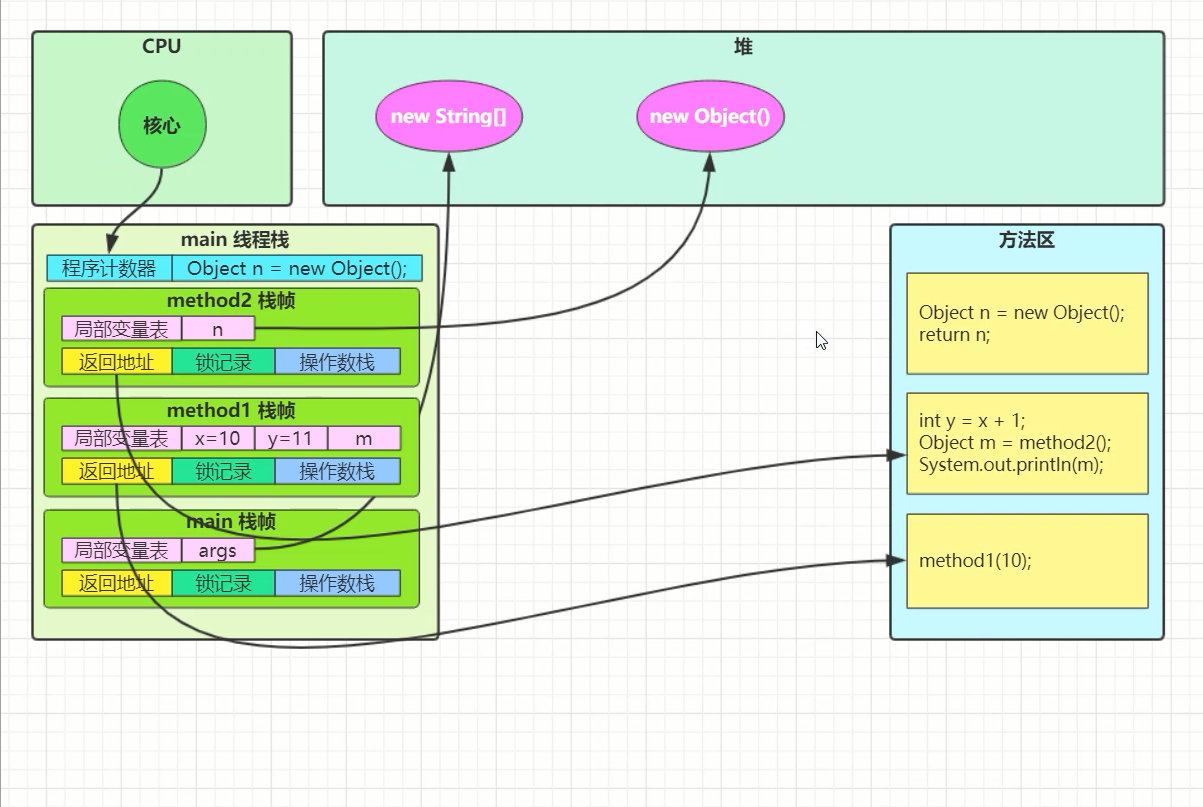 CPU
核心
堆
new String[]
new Object()
main 线程栈
程序计数器 Object n = new Object();
method2 栈帧
局部变量表 n
返回地址 锁记录 操作数栈
method1 栈帧
局部变量表 x=10 y=11 m
返回地址 锁记录 操作数栈
main 栈帧
局部变量表 args
返回地址 锁记录 操作数栈
方法区
Object n = new Object();
return n;
int y = x + 1;
Object m = method2();
System.out.println(m);
method1(10);